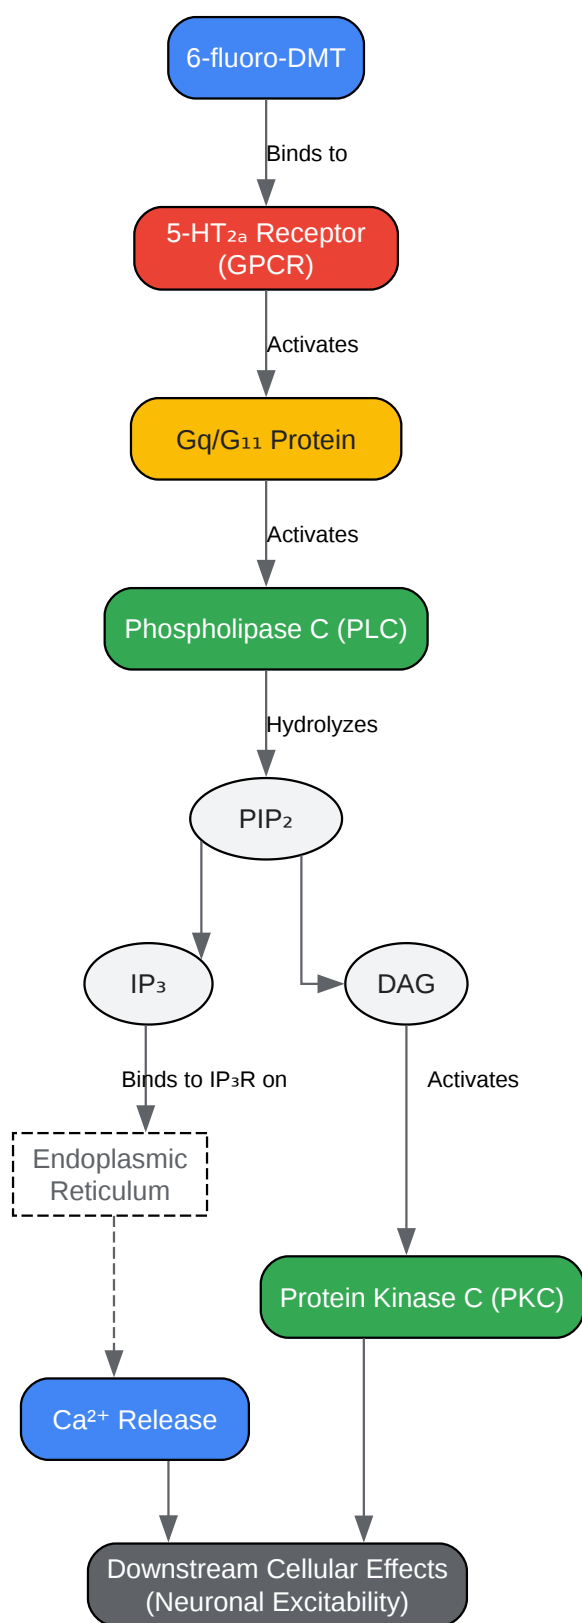 6-fluoro-DMT
Binds to
5-HT₂ₐ Receptor
(GPCR)
Activates
Gq/G₁₁ Protein
Activates
Phospholipase C (PLC)
Hydrolyzes
PIP₂
IP₃
DAG
Binds to IP₃R on
Activates
Endoplasmic
Reticulum
Protein Kinase C (PKC)
Ca²⁺ Release
Downstream Cellular Effects
(Neuronal Excitability)